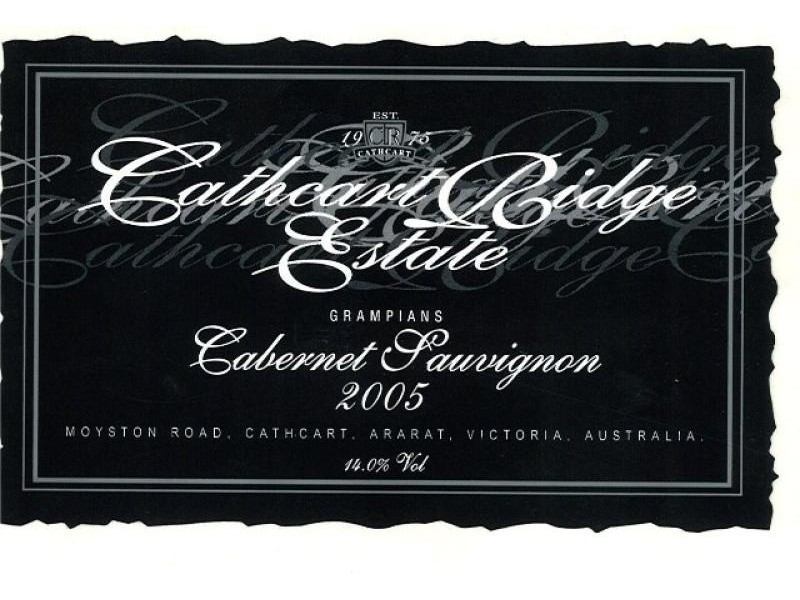 EST.
19 CR 75
CATHCART
Cathcart Ridge
Estate
GRAMPIANS
Cabernet Sauvignon
2005
MOYSTON ROAD, CATHCART, ARARAT, VICTORIA, AUSTRALIA.
14.0% Vol